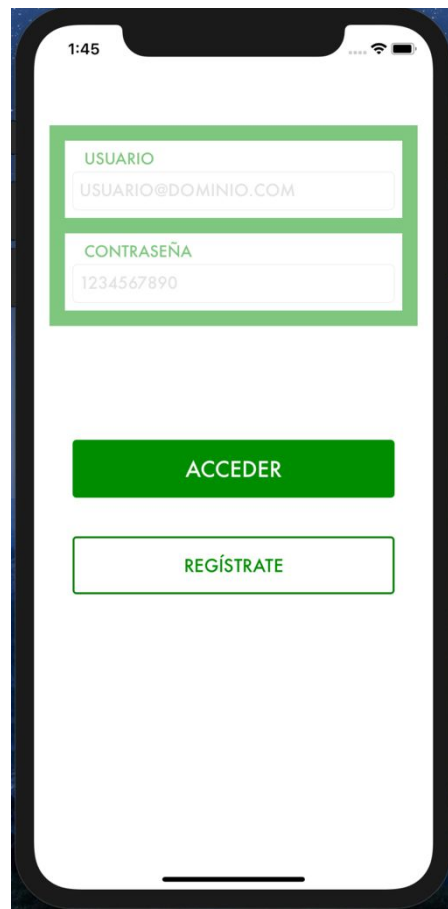 1:45
USUARIO
USUARIO@DOMINIO.COM
CONTRASEÑA
1234567890
ACCEDER
REGÍSTRATE